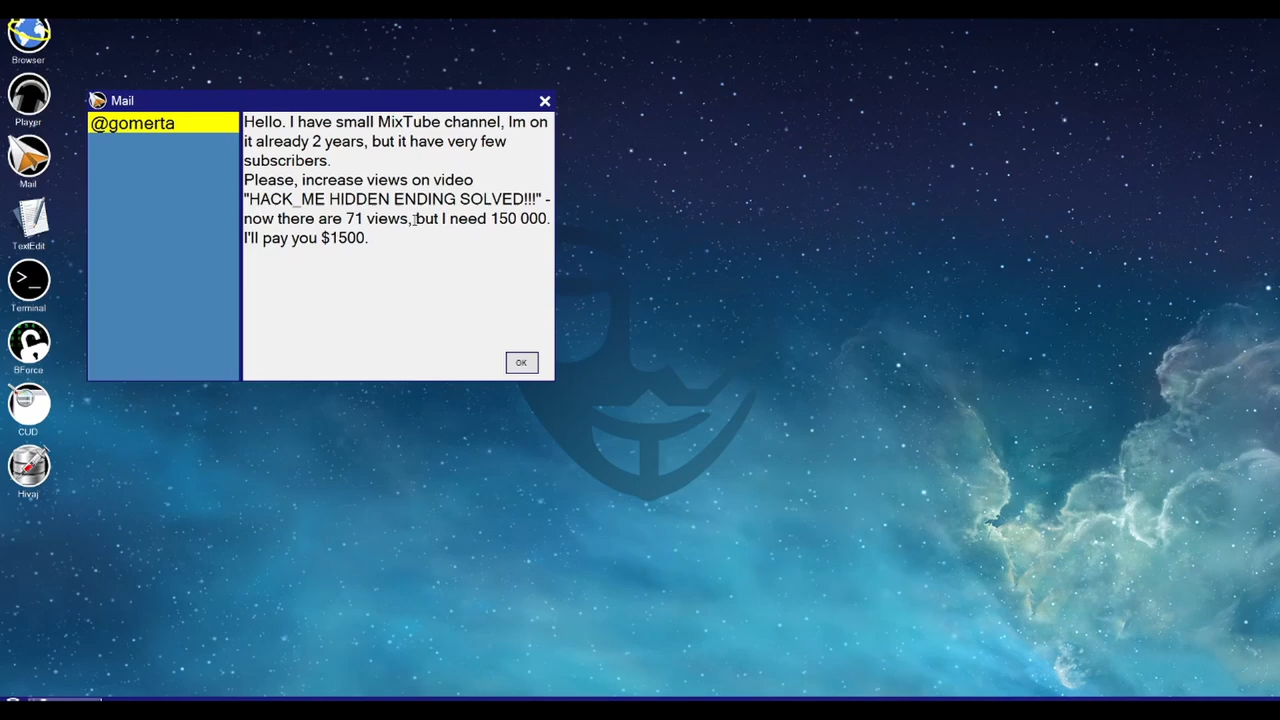 Browser
Player
Mail
TextEdit
Terminal
>_
BForce
CUD
Hivaj
Mail
@gomerta
Hello. I have small MixTube channel, Im on
it already 2 years, but it have very few
subscribers.
Please, increase views on video
"HACK_ME HIDDEN ENDING SOLVED!!!" -
now there are 71 views, but I need 150 000.
I'll pay you $1500.
OK